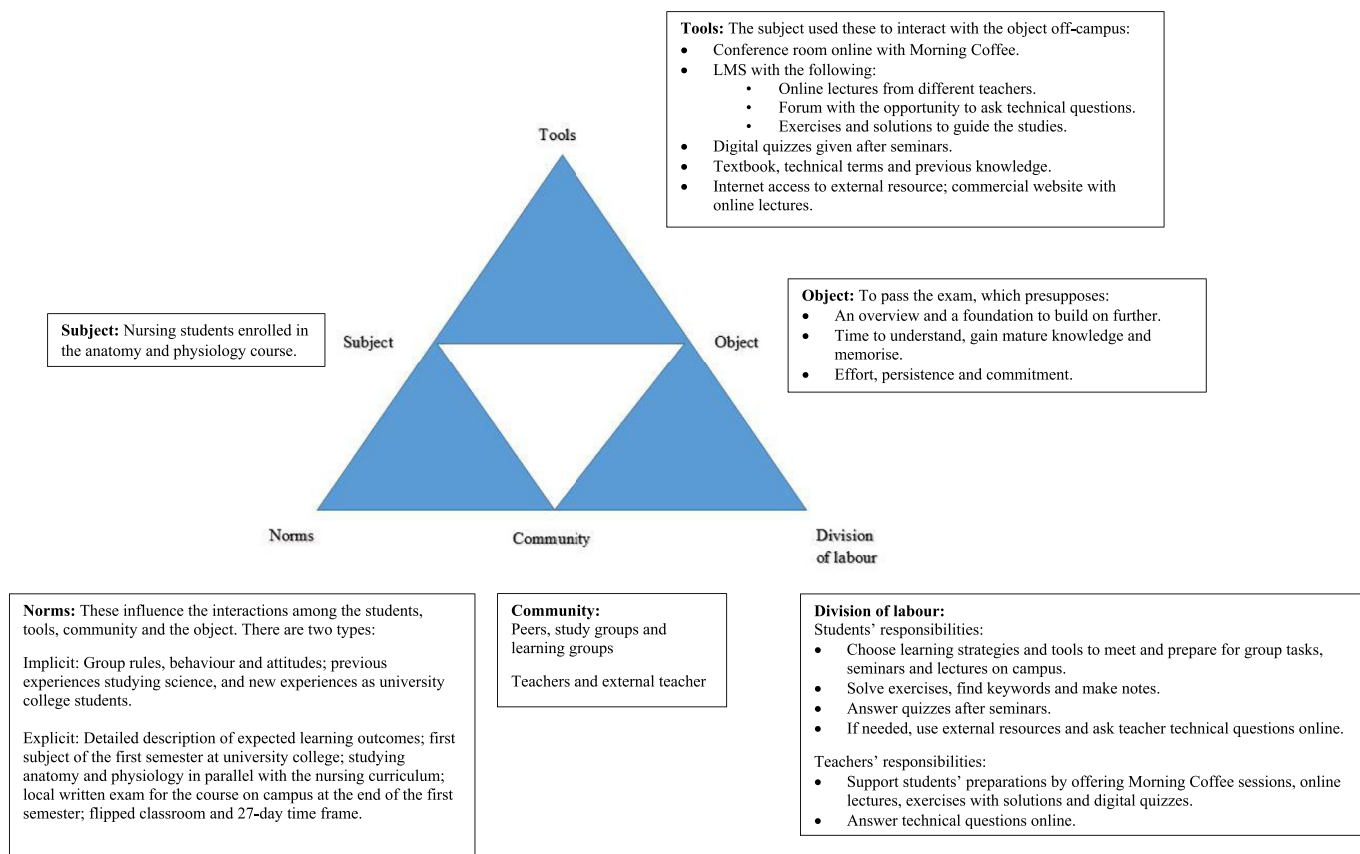 Tools: The subject used these to interact with the object off-campus:
• Conference room online with Morning Coffee.
• LMS with the following:
• Online lectures from different teachers.
• Forum with the opportunity to ask technical questions.
• Exercises and solutions to guide the studies.
• Digital quizzes given after seminars.
• Textbook, technical terms and previous knowledge.
• Internet access to external resource; commercial website with
online lectures.
Tools
Subject: Nursing students enrolled in
the anatomy and physiology course.
Subject
Object
Object: To pass the exam, which presupposes:
• An overview and a foundation to build on further.
• Time to understand, gain mature knowledge and
memorise.
• Effort, persistence and commitment.
Norms
Community
Division
of labour
Norms: These influence the interactions among the students,
tools, community and the object. There are two types:
Implicit: Group rules, behaviour and attitudes; previous
experiences studying science, and new experiences as university
college students.
Explicit: Detailed description of expected learning outcomes; first
subject of the first semester at university college; studying
anatomy and physiology in parallel with the nursing curriculum;
local written exam for the course on campus at the end of the first
semester; flipped classroom and 27-day time frame.
Community:
Peers, study groups and
learning groups
Teachers and external teacher
Division of labour:
Students’ responsibilities:
• Choose learning strategies and tools to meet and prepare for group tasks,
seminars and lectures on campus.
• Solve exercises, find keywords and make notes.
• Answer quizzes after seminars.
• If needed, use external resources and ask teacher technical questions online.
Teachers’ responsibilities:
• Support students’ preparations by offering Morning Coffee sessions, online
lectures, exercises with solutions and digital quizzes.
• Answer technical questions online.